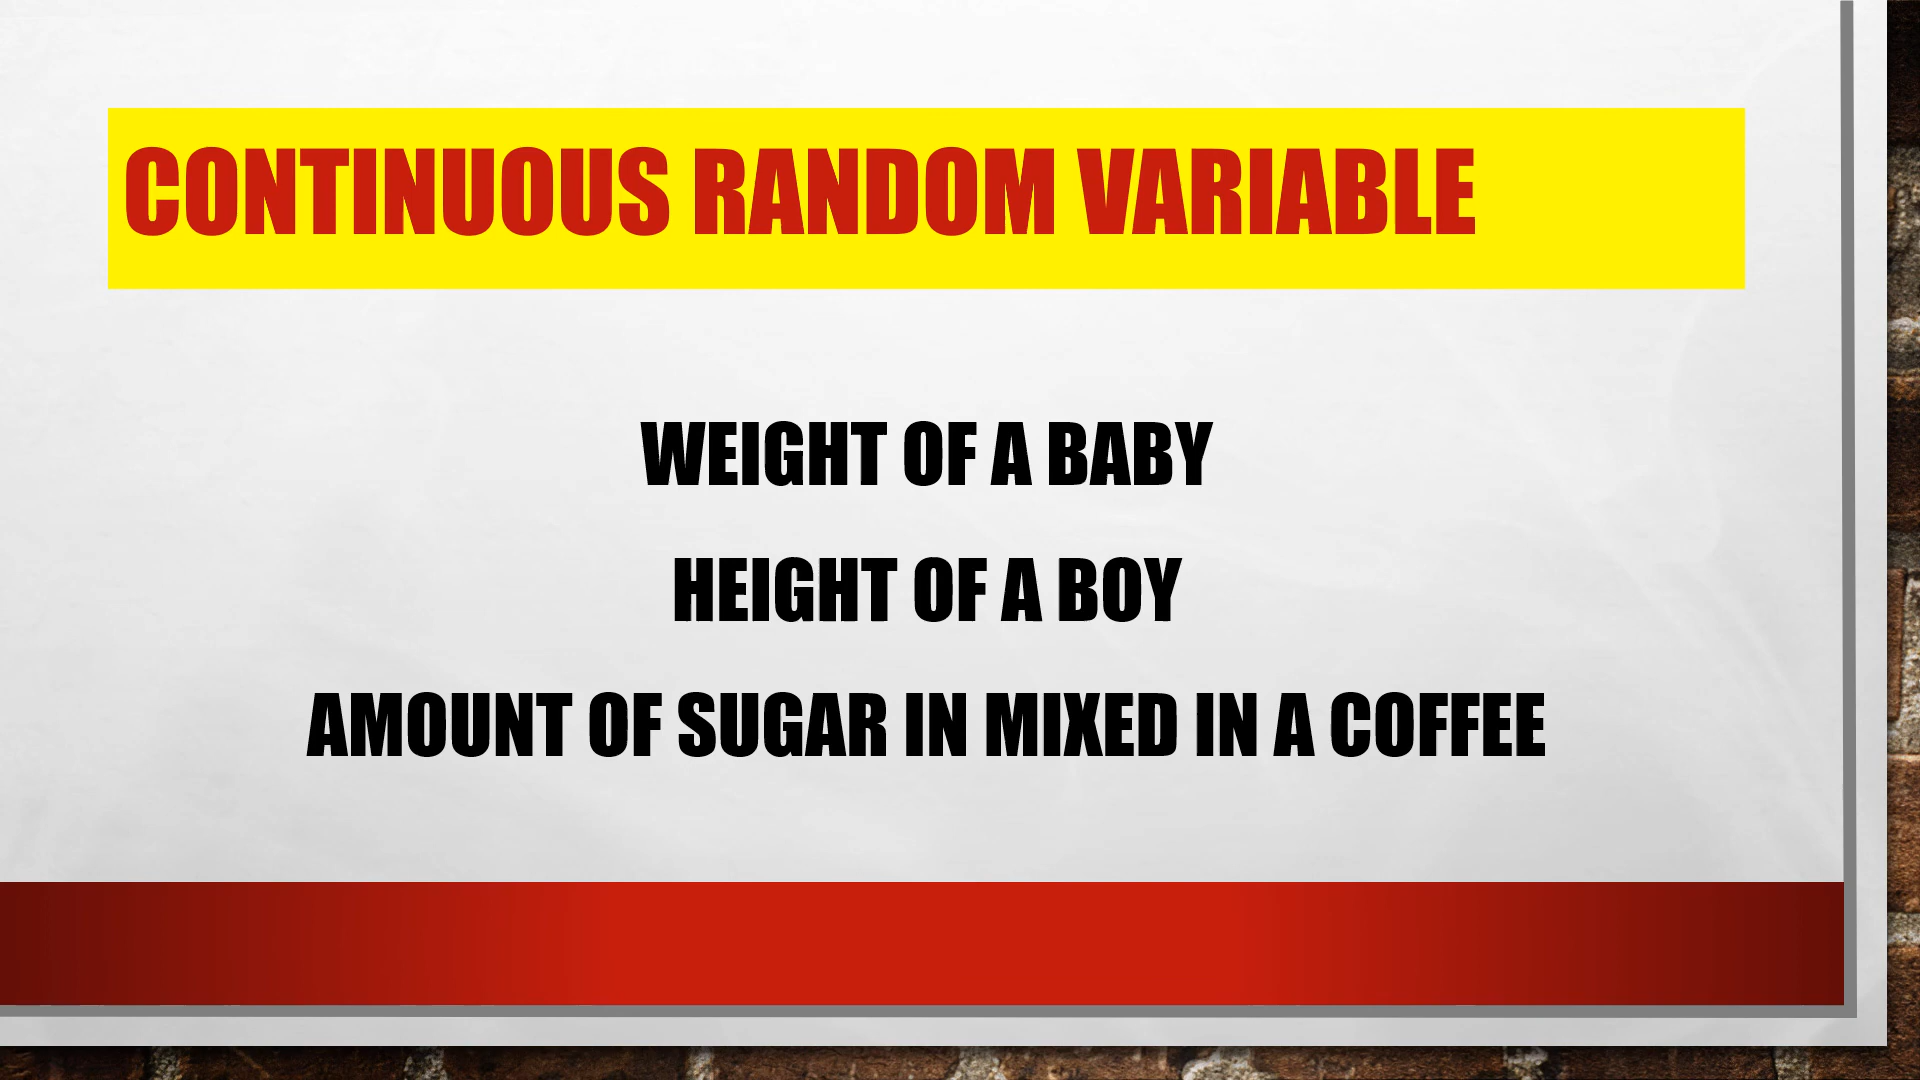 CONTINUOUS RANDOM VARIABLE
WEIGHT OF A BABY
HEIGHT OF A BOY
AMOUNT OF SUGAR IN MIXED IN A COFFEE